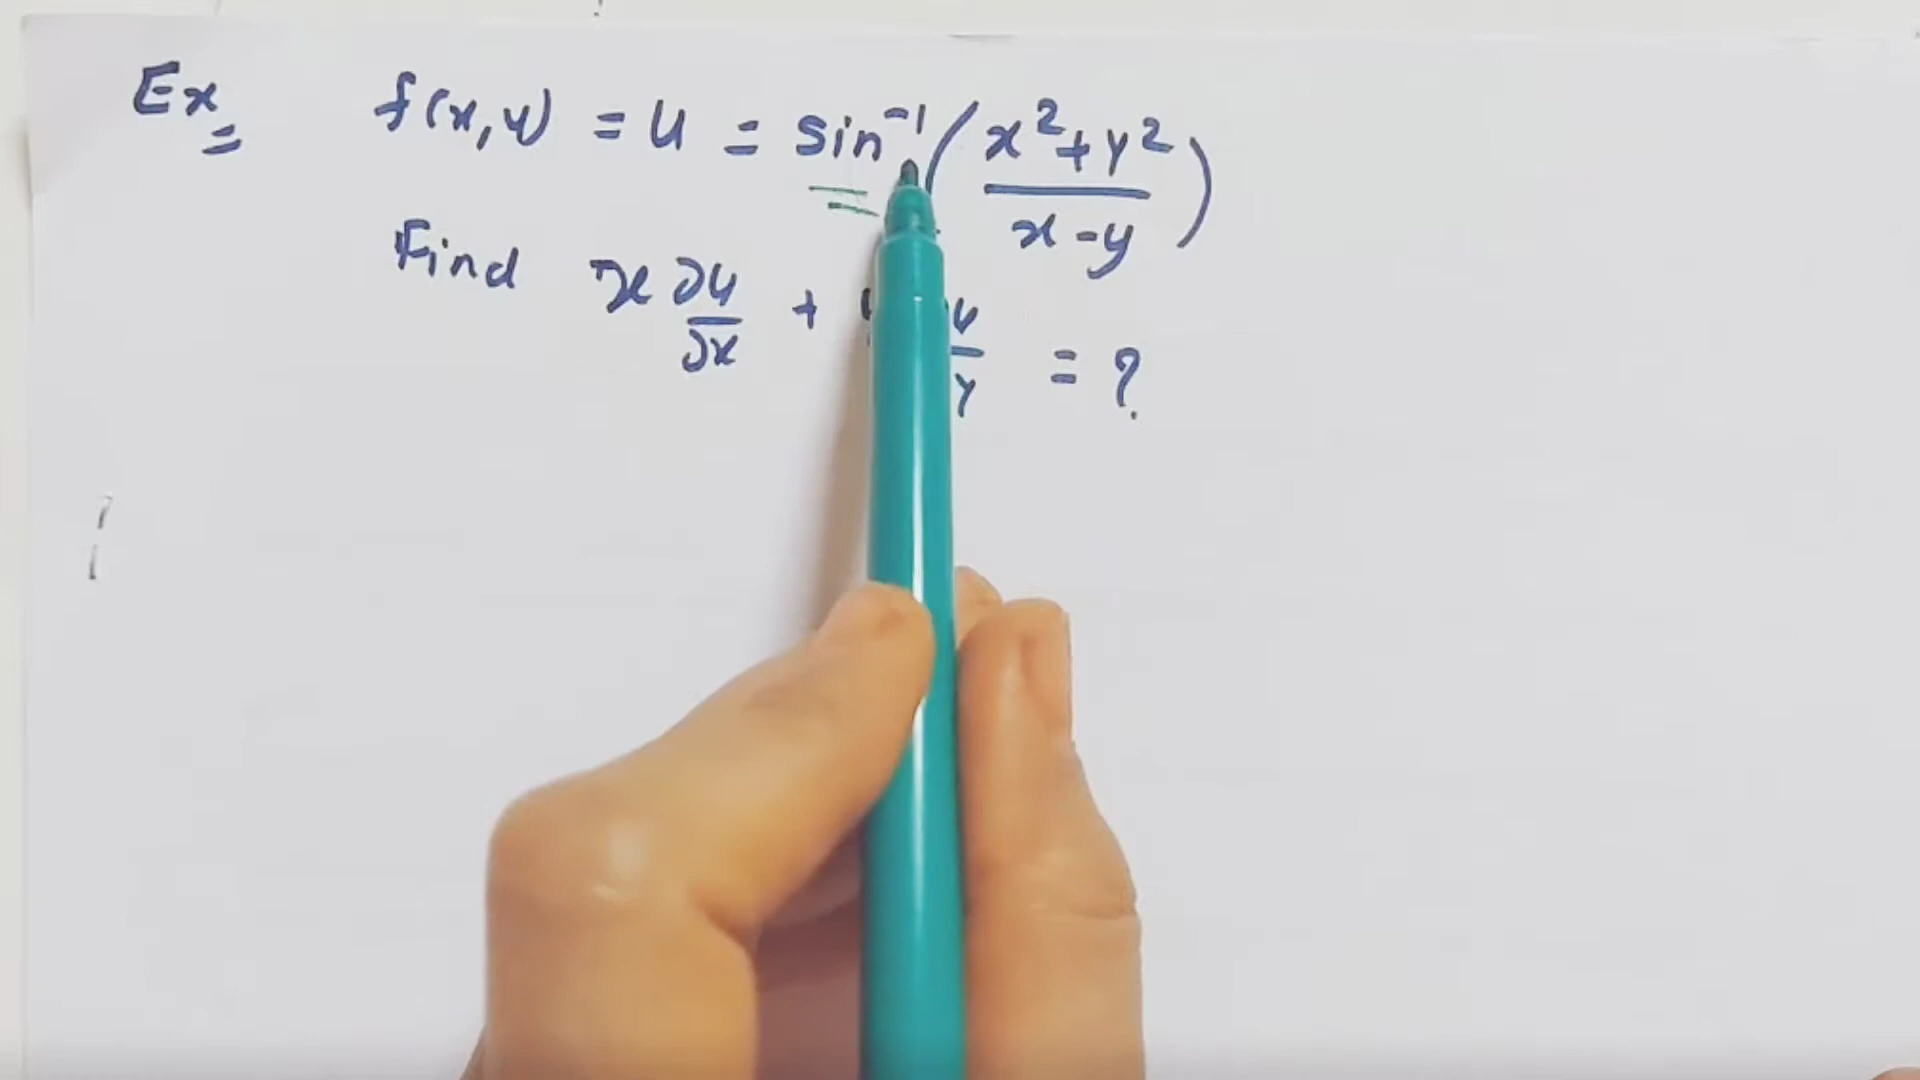 Ex f(x,y) = u = sin⁻¹ (x²+y² / x-y)
Find x ∂u/∂x + = ?